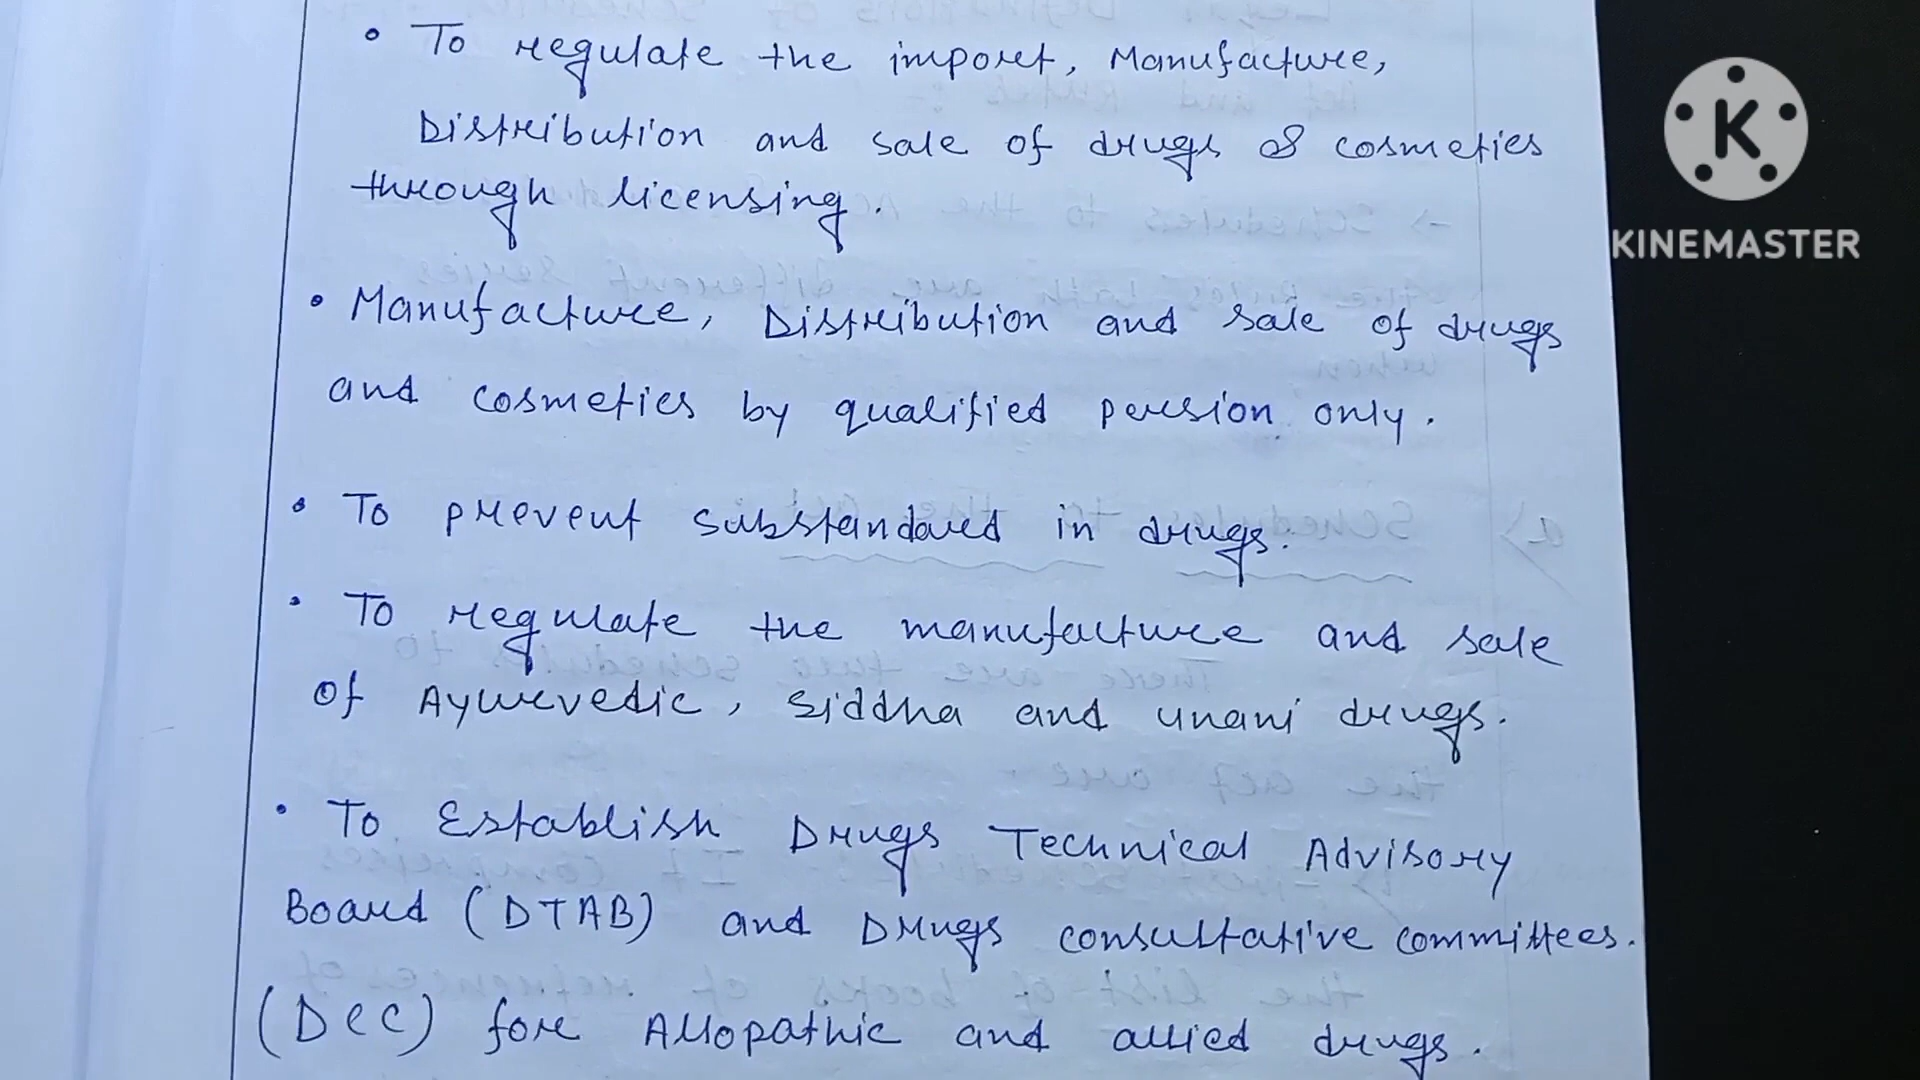 • To regulate the import, Manufacture,
Distribution and sale of drugs & cosmetics
through licensing.
• Manufacture, Distribution and sale of drugs
and cosmetics by qualified persion only.
• To prevent substandard in drugs.
• To regulate the manufacture and sale
of Ayurvedic, Siddha and unani drugs.
• To Establish Drugs Technical Advisory
Board (DTAB) and Drugs consultative committees.
(DCC) for Allopathic and allied drugs.
K
KINEMASTER